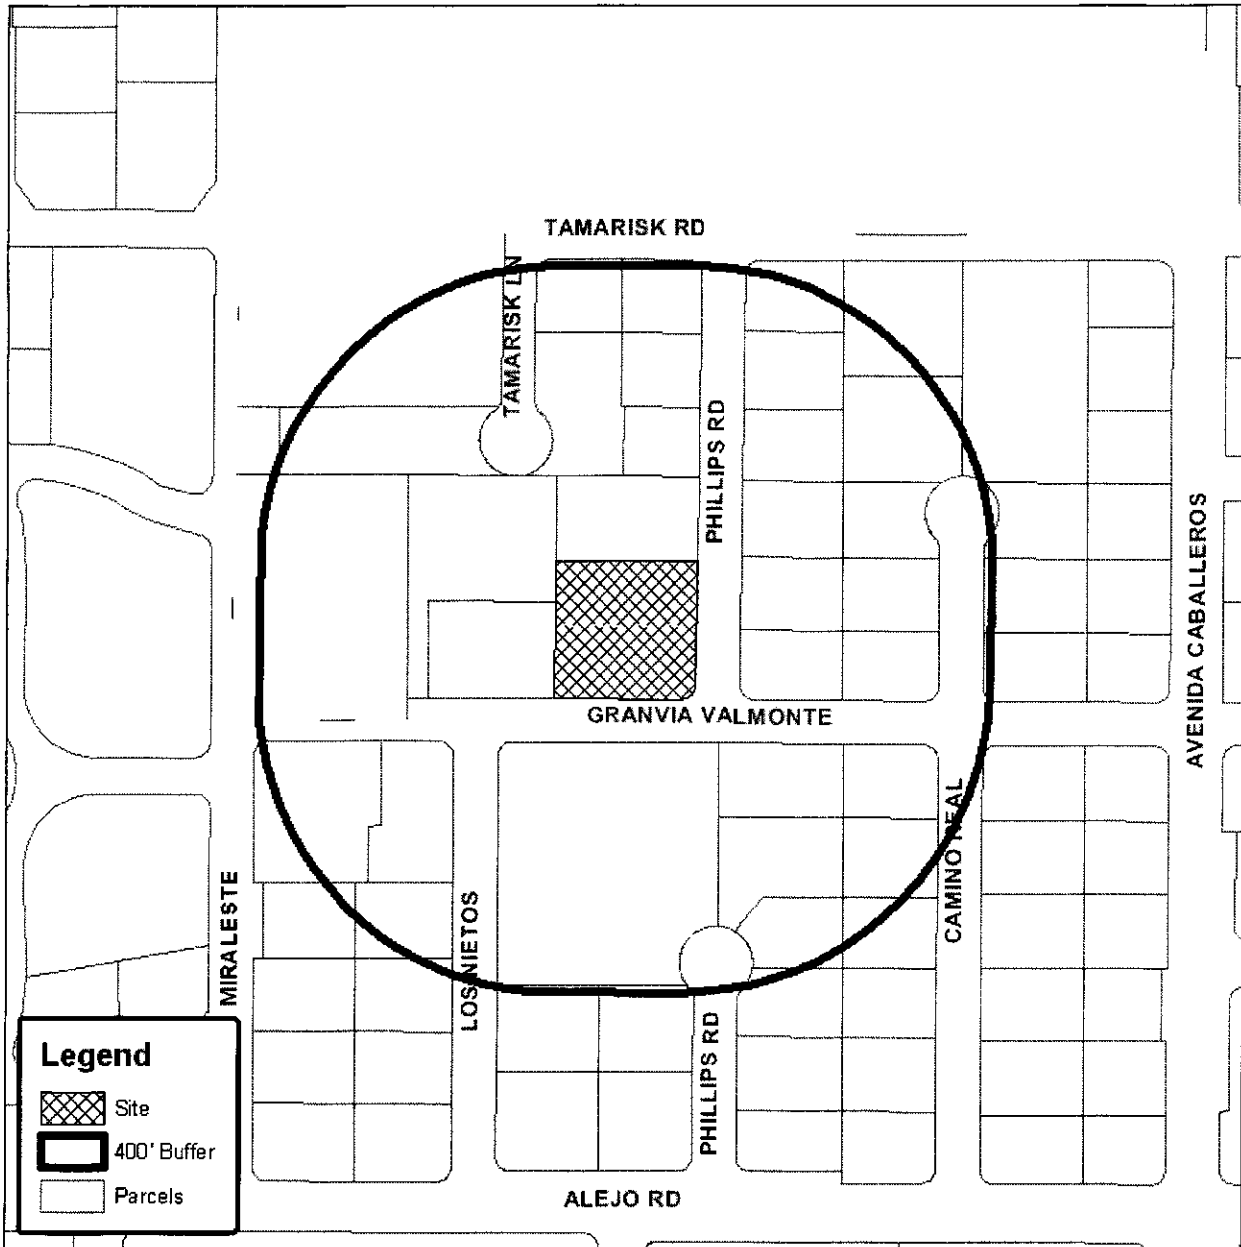 TAMARISK RD
TAMARISK LN
PHILLIPS RD
AVENIDA CABALLEROS
GRANVIA VALMONTE
CAMINO REAL
MIRALESTE
LOS NIETOS
PHILLIPS RD
ALEJO RD
Legend
Site
400' Buffer
Parcels